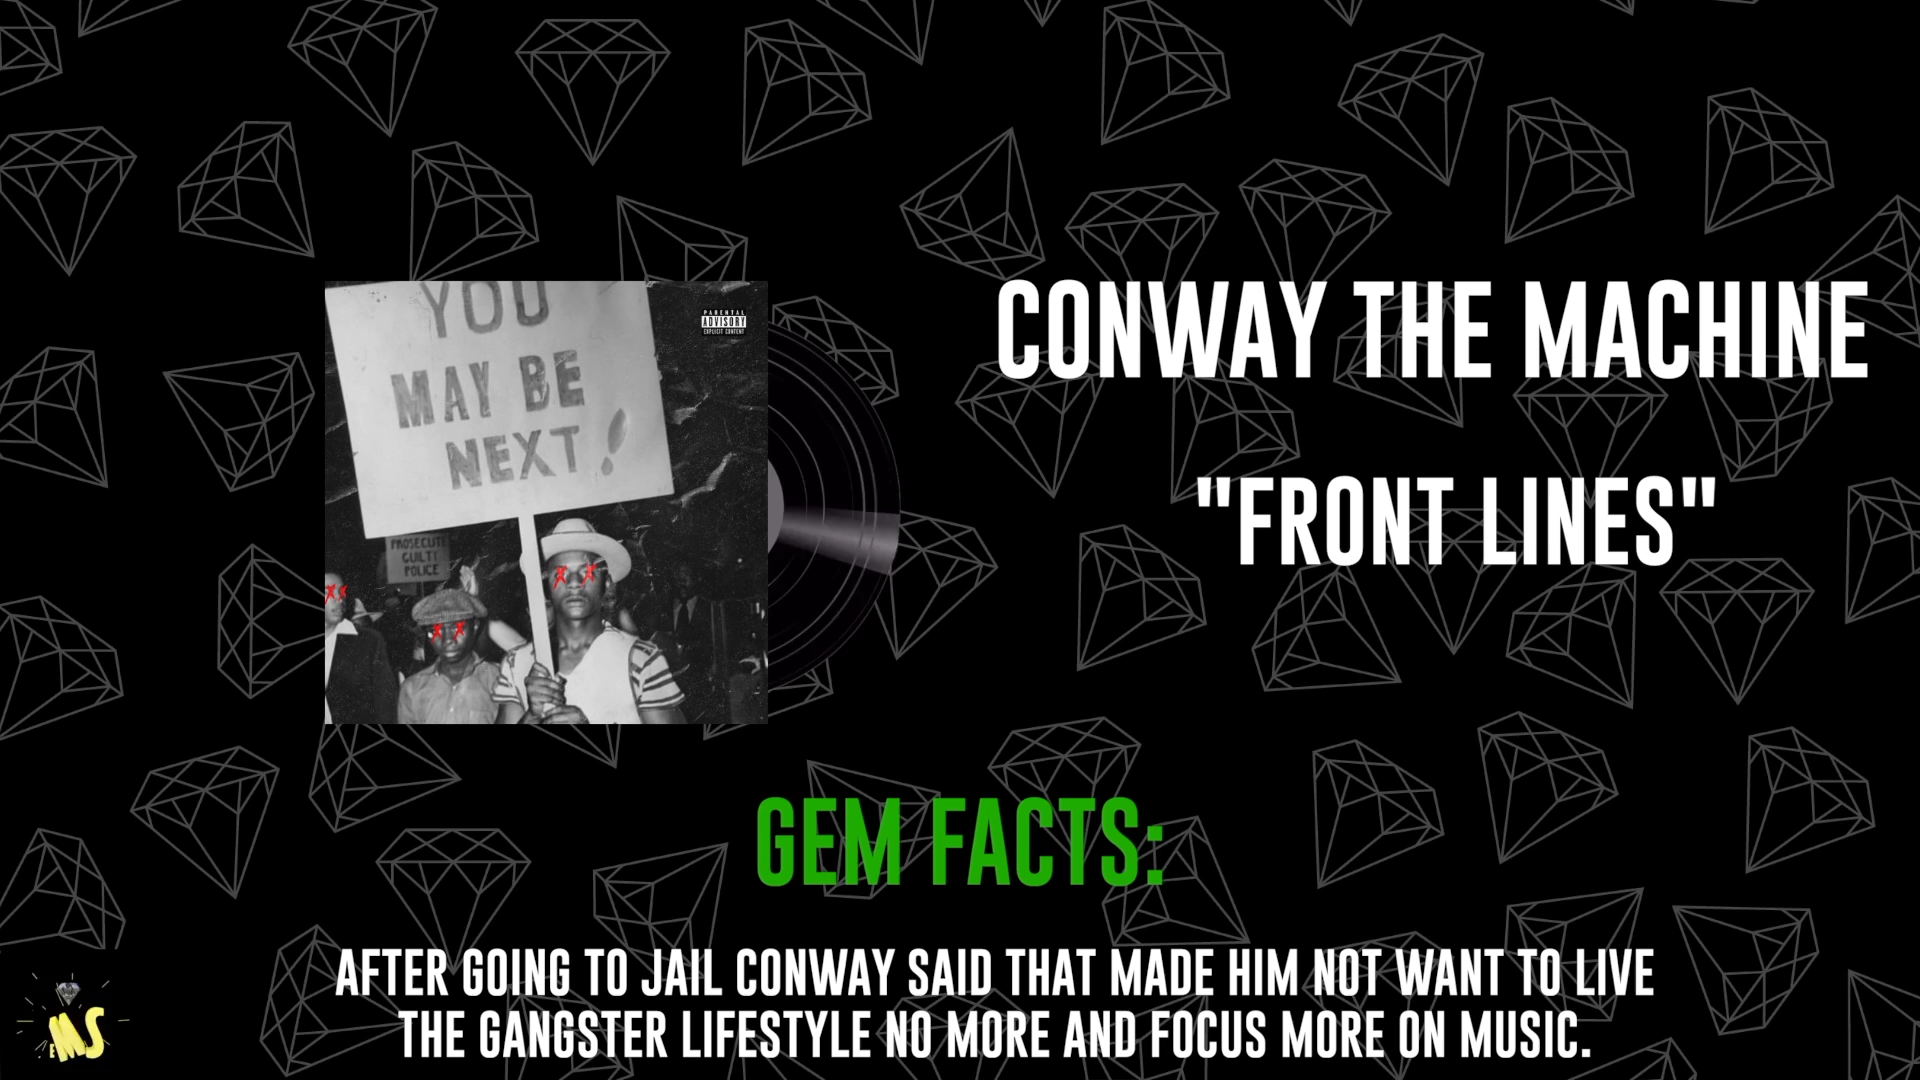 YOU
MAY BE
NEXT!
PARENTAL
ADVISORY
EXPLICIT CONTENT
PROSECUTE
GUILTY
POLICE
CONWAY THE MACHINE
"FRONT LINES"
GEM FACTS:
AFTER GOING TO JAIL CONWAY SAID THAT MADE HIM NOT WANT TO LIVE
THE GANGSTER LIFESTYLE NO MORE AND FOCUS MORE ON MUSIC.
EMS